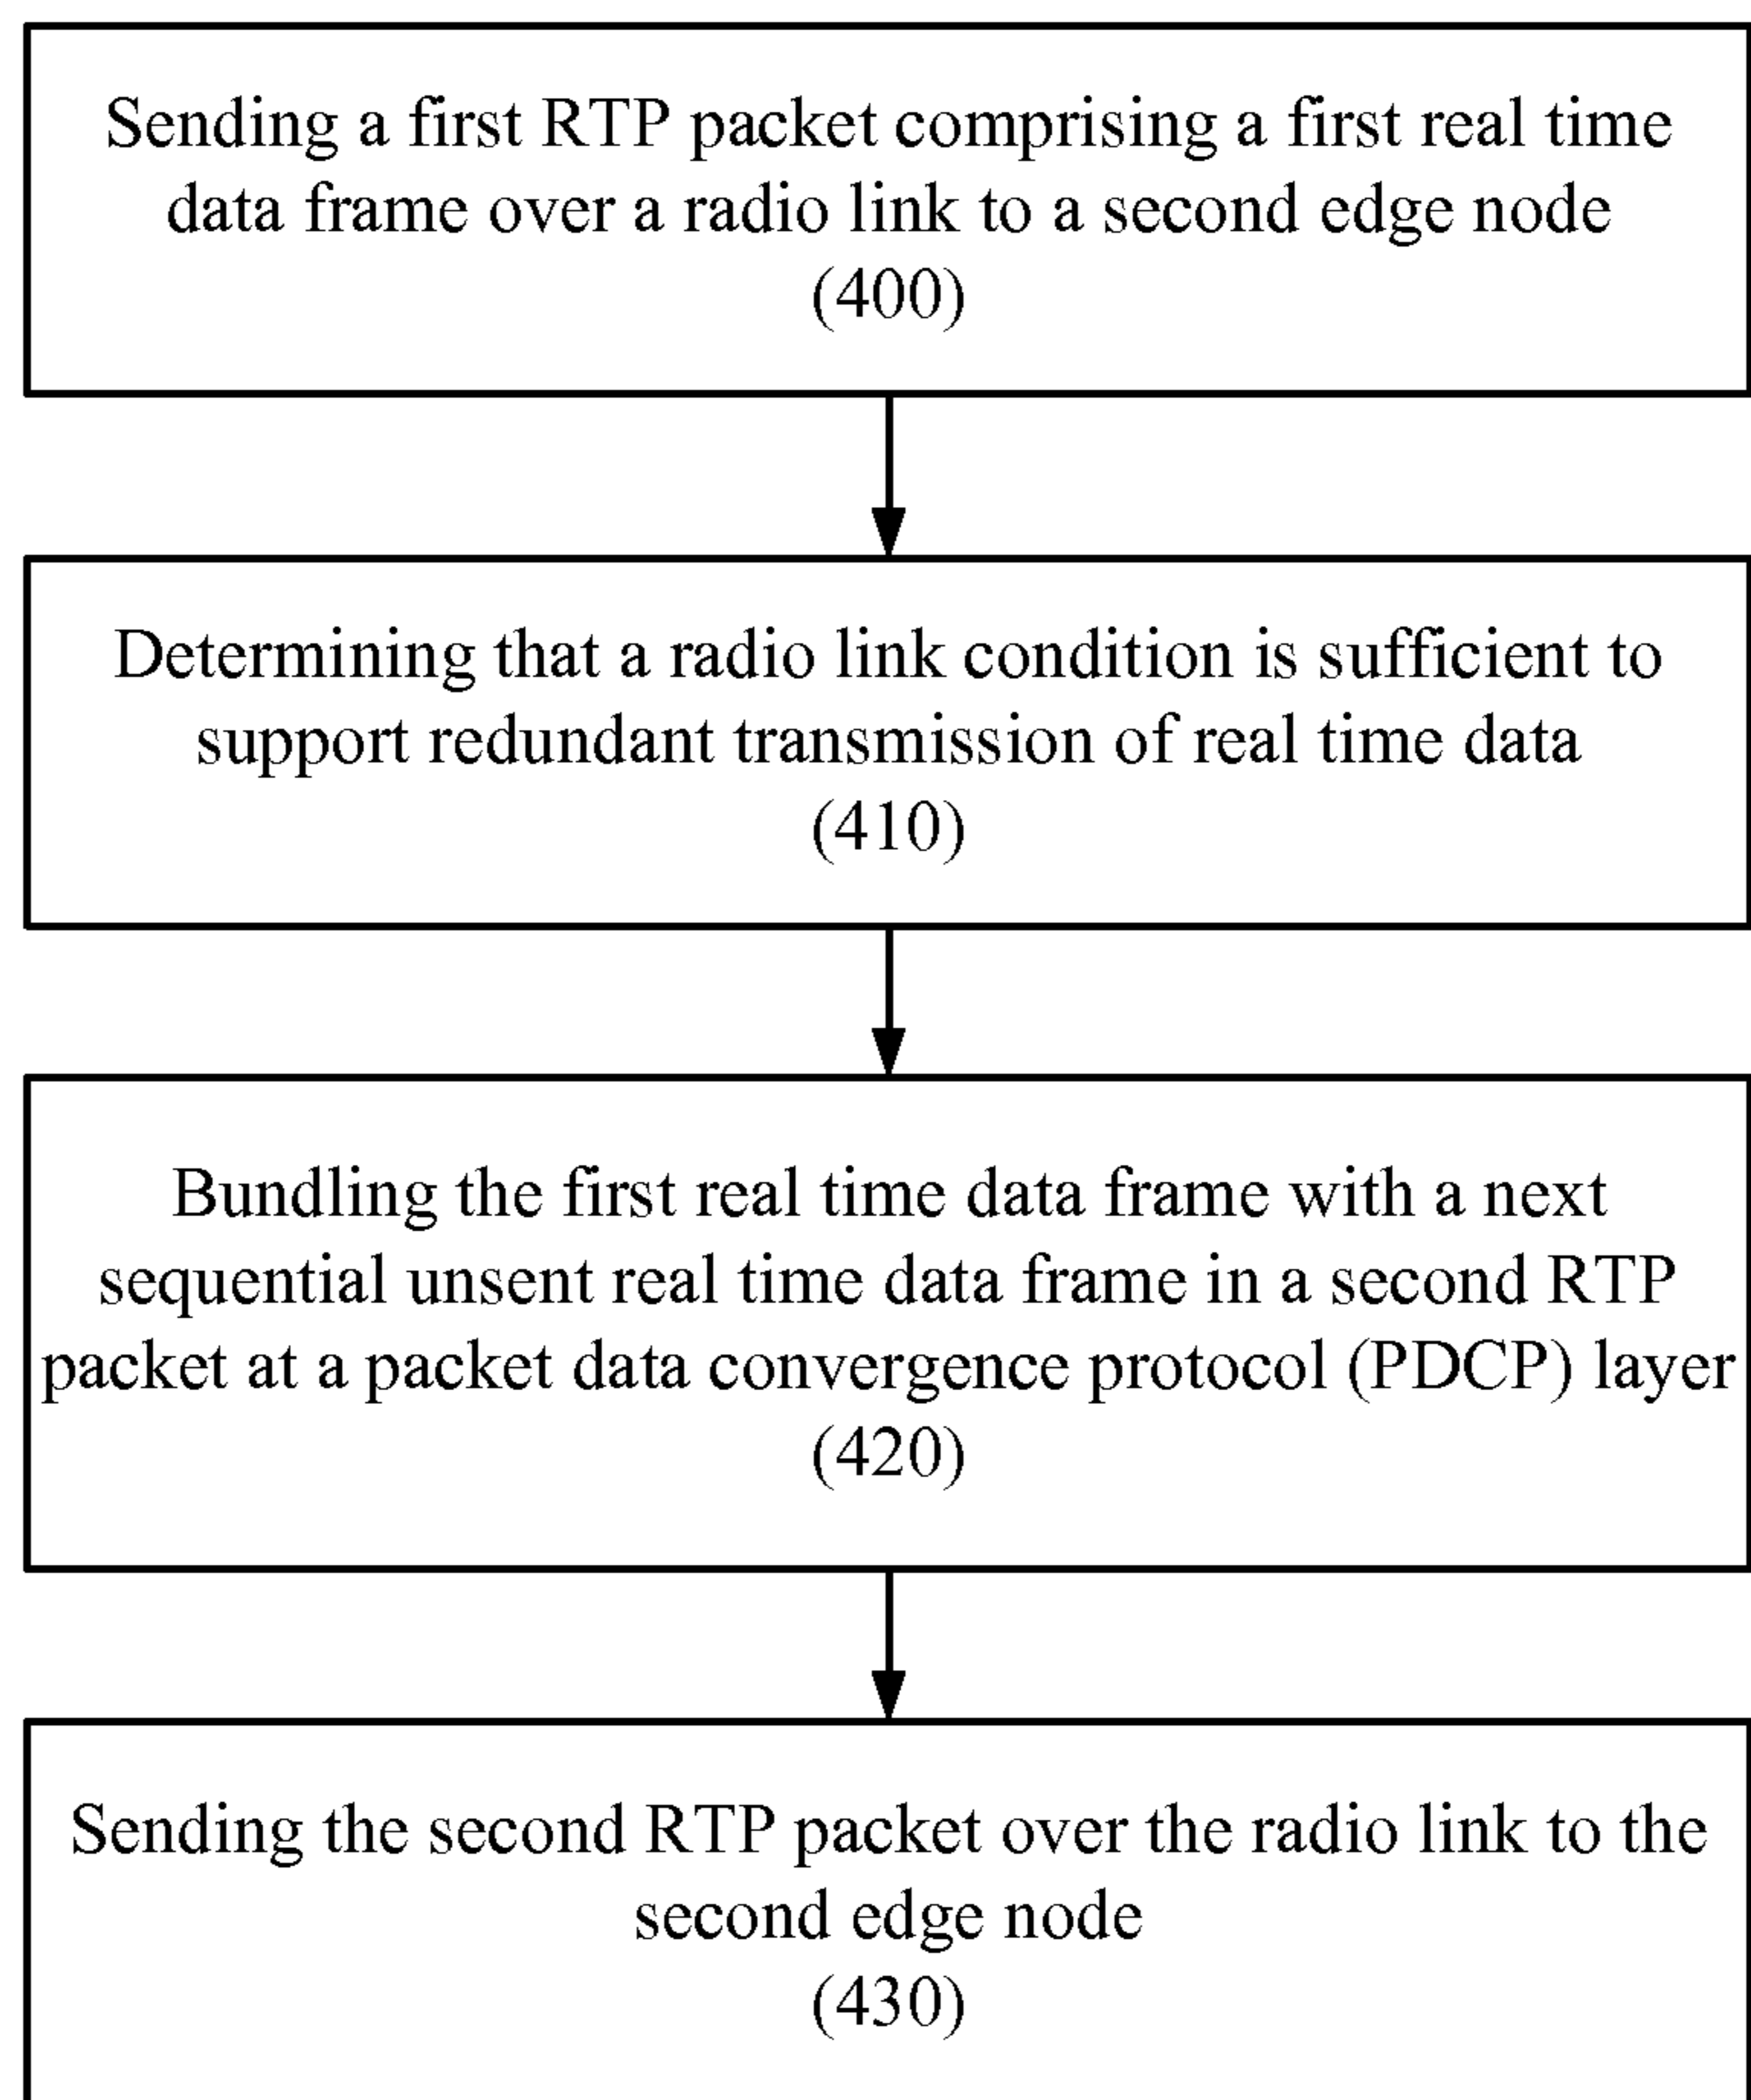 Sending a first RTP packet comprising a first real time
data frame over a radio link to a second edge node
(400)
Determining that a radio link condition is sufficient to
support redundant transmission of real time data
(410)
Bundling the first real time data frame with a next
sequential unsent real time data frame in a second RTP
packet at a packet data convergence protocol (PDCP) layer
(420)
Sending the second RTP packet over the radio link to the
second edge node
(430)